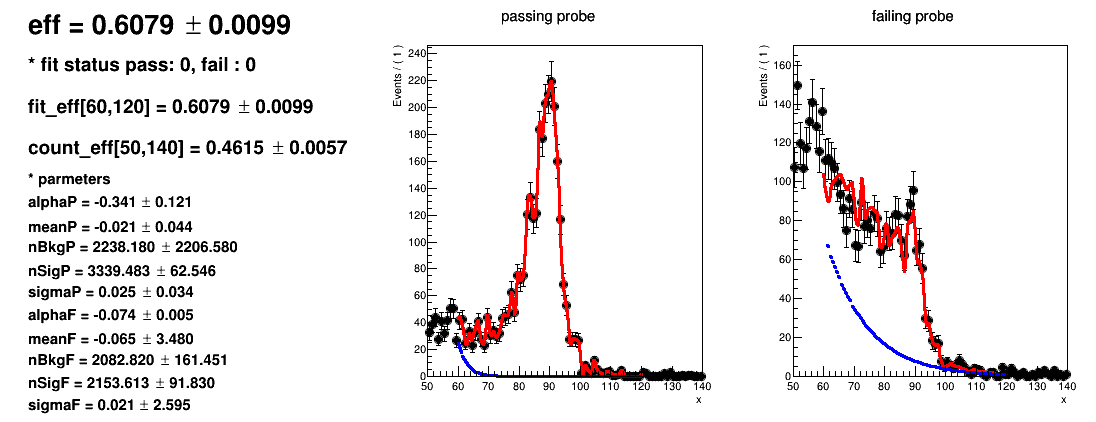 eff = 0.6079 ± 0.0099
* fit status pass: 0, fail : 0
fit_eff[60,120] = 0.6079 ± 0.0099
count_eff[50,140] = 0.4615 ± 0.0057
* parmeters
alphaP = -0.341 ± 0.121
meanP = -0.021 ± 0.044
nBkgP = 2238.180 ± 2206.580
nSigP = 3339.483 ± 62.546
sigmaP = 0.025 ± 0.034
alphaF = -0.074 ± 0.005
meanF = -0.065 ± 3.480
nBkgF = 2082.820 ± 161.451
nSigF = 2153.613 ± 91.830
sigmaF = 0.021 ± 2.595
passing probe
Events / ( 1 )
240
220
200
180
160
140
120
100
80
60
40
20
0
50 60 70 80 90 100 110 120 130 140
x
failing probe
Events / ( 1 )
160
140
120
100
80
60
40
20
0
50 60 70 80 90 100 110 120 130 140
x